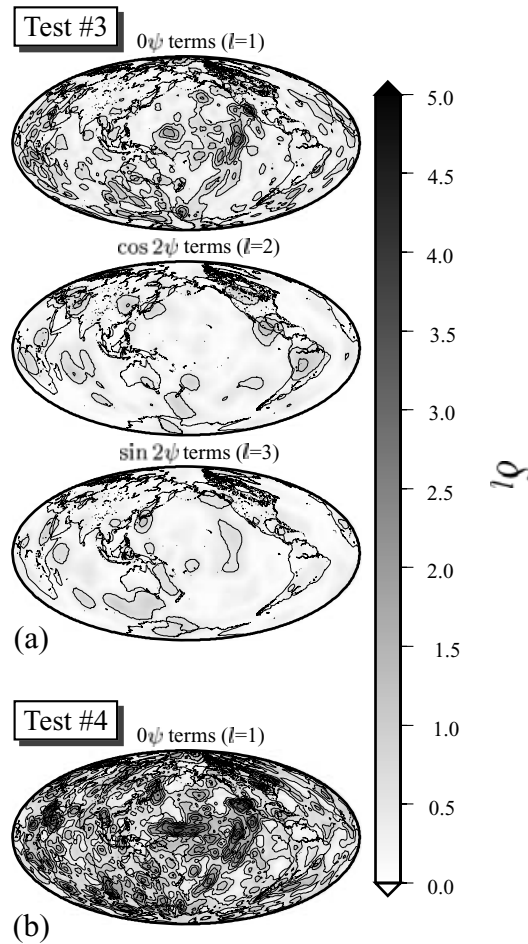 Test #3
0ψ terms (l=1)
cos 2ψ terms (l=2)
sin 2ψ terms (l=3)
(a)
Test #4
0ψ terms (l=1)
(b)
5.0
4.5
4.0
3.5
3.0
2.5
2.0
1.5
1.0
0.5
0.0